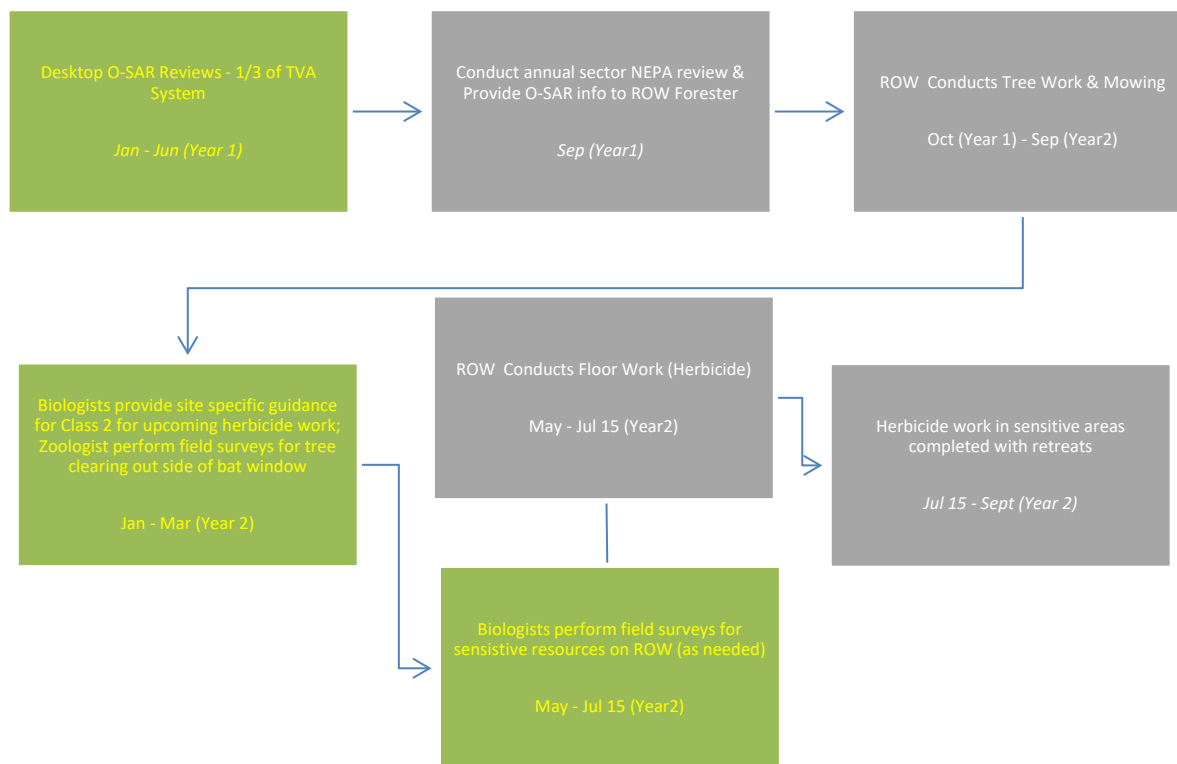 Desktop O-SAR Reviews - 1/3 of TVA
System
Jan - Jun (Year 1)
Conduct annual sector NEPA review &
Provide O-SAR info to ROW Forester
Sep (Year1)
ROW  Conducts Tree Work & Mowing
Oct (Year 1) - Sep (Year2)
Biologists provide site specific guidance
for Class 2 for upcoming herbicide work;
Zoologist perform field surveys for tree
clearing out side of bat window
Jan - Mar (Year 2)
ROW  Conducts Floor Work (Herbicide)
May - Jul 15 (Year2)
Herbicide work in sensitive areas
completed with retreats
Jul 15 - Sept (Year 2)
Biologists perform field surveys for
sensistive resources on ROW (as needed)
May - Jul 15 (Year2)